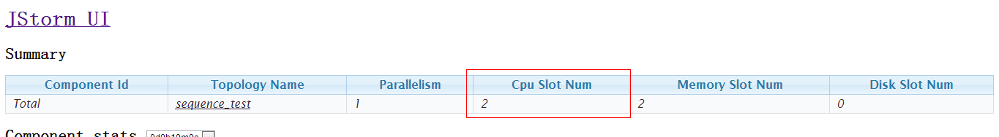 JStorm UI
Summary
Component Id Topology Name Parallelism Cpu Slot Num Memory Slot Num Disk Slot Num
Total sequence_test 1 2 2 0
Component stats